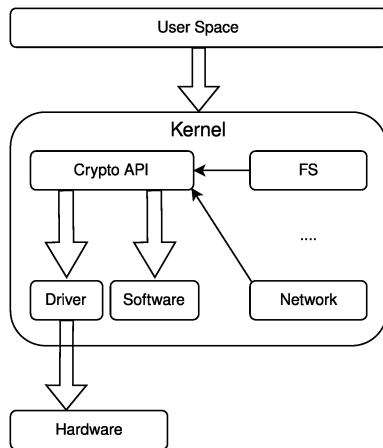 User Space
Kernel
Crypto API
FS
....
Driver
Software
Network
Hardware